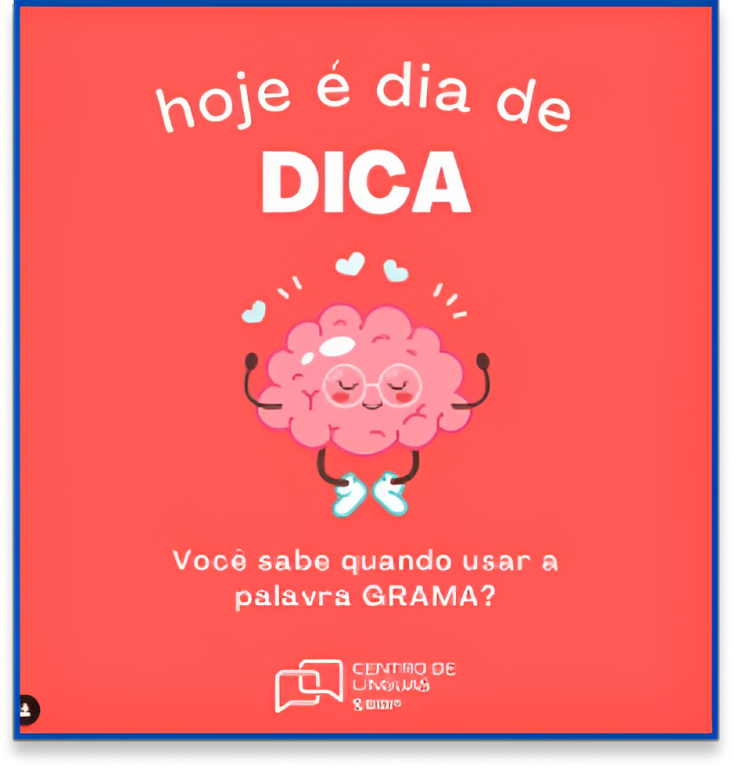 hoje é dia de
DICA
Você sabe quando usar a
palavra GRAMA?
CENTRO DE